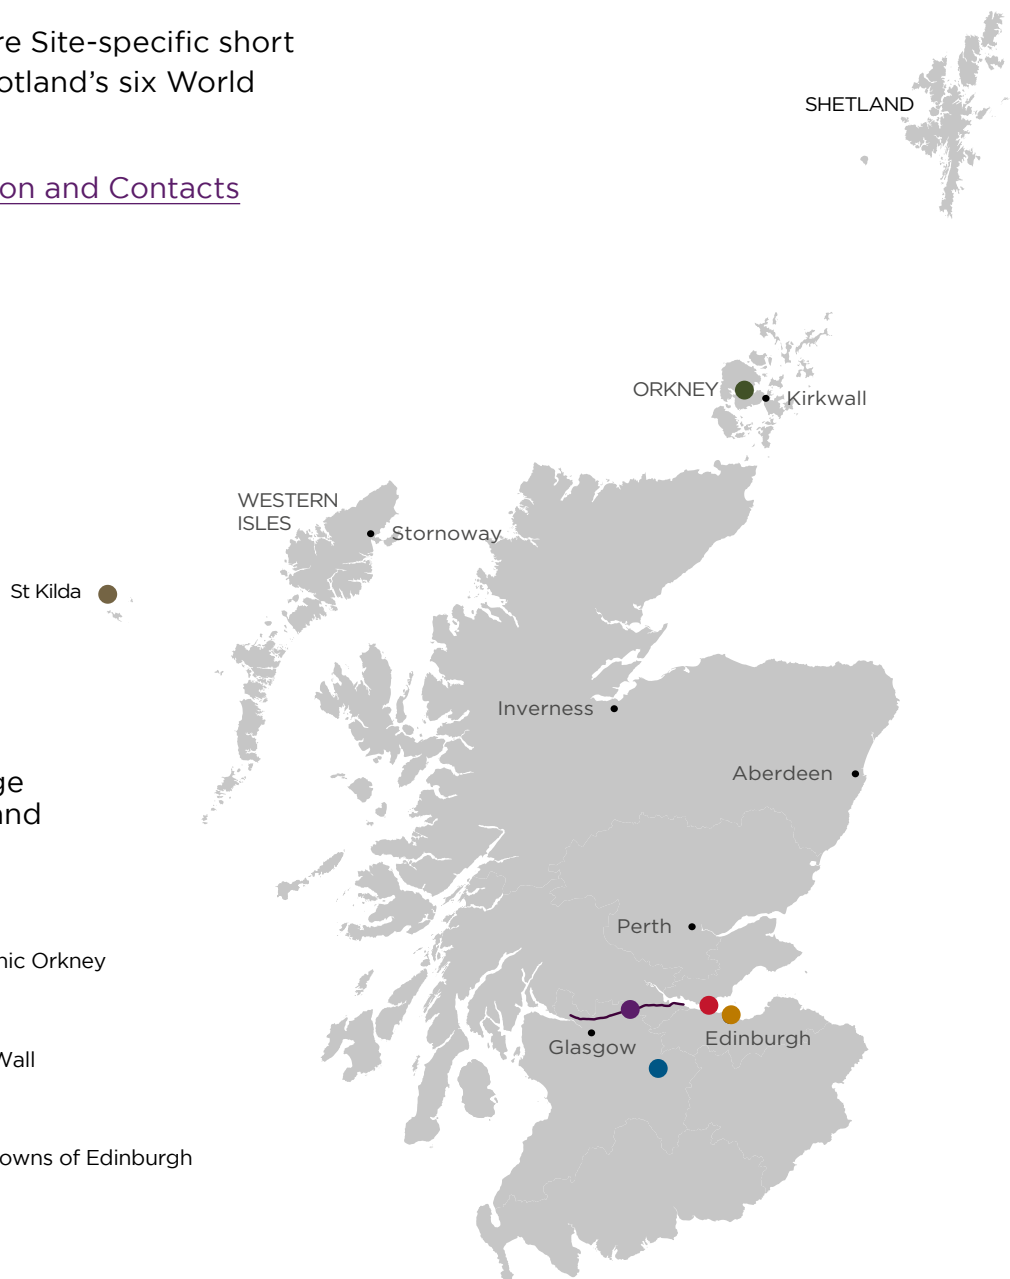 re Site-specific short
otland's six World
on and Contacts
SHETLAND
ORKNEY
Kirkwall
WESTERN
ISLES
Stornoway
St Kilda
Inverness
ge
Aberdeen
and
Perth
nic Orkney
Edinburgh
Glasgow
Wall
owns of Edinburgh